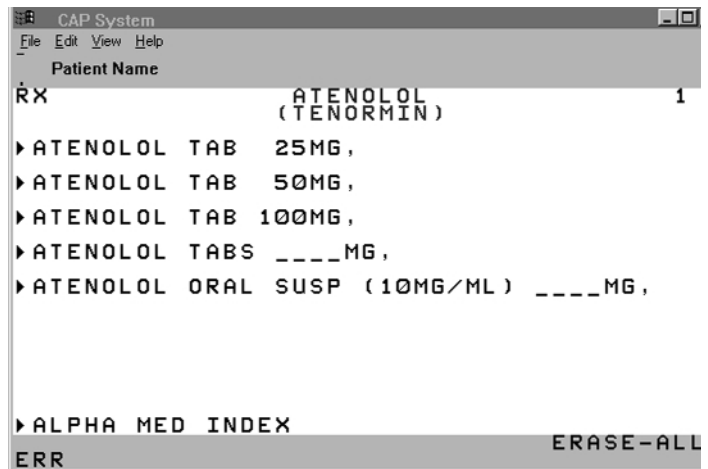 CAP System
File Edit View Help
Patient Name
RX ATENOLOL 1
(TENORMIN)
▸ATENOLOL TAB 25MG,
▸ATENOLOL TAB 50MG,
▸ATENOLOL TAB 100MG,
▸ATENOLOL TABS ____MG,
▸ATENOLOL ORAL SUSP (10MG/ML) ____MG,
▸ALPHA MED INDEX
ERASE-ALL
ERR